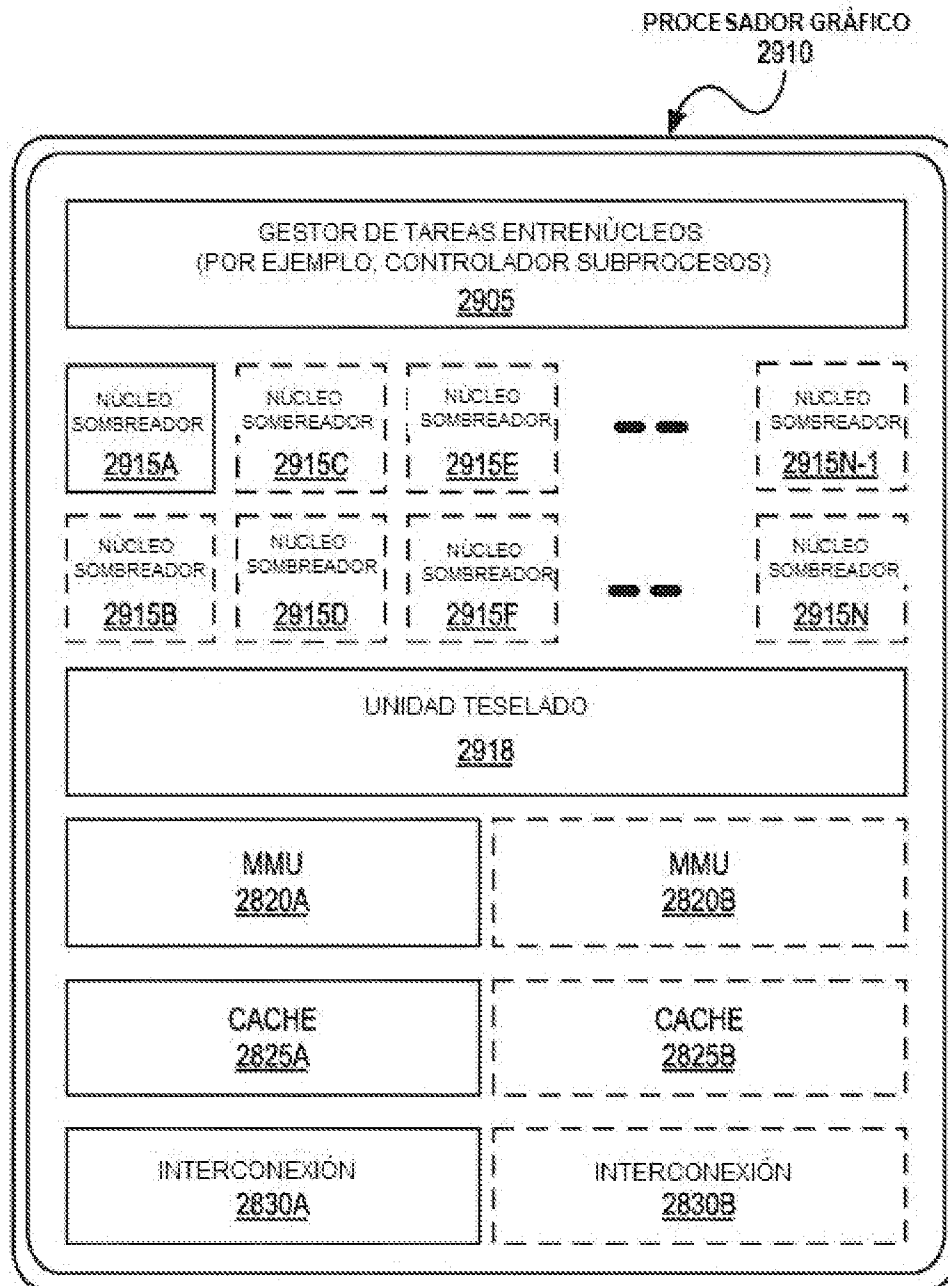 PROCESADOR GRÁFICO
2910
GESTOR DE TAREAS ENTRENÚCLEOS
(POR EJEMPLO, CONTROLADOR SUBPROCESOS)
2905
NÚCLEO
SOMBREADOR
2915A
NÚCLEO
SOMBREADOR
2915C
NÚCLEO
SOMBREADOR
2915E
NÚCLEO
SOMBREADOR
2915N-1
NÚCLEO
SOMBREADOR
2915B
NÚCLEO
SOMBREADOR
2915D
NÚCLEO
SOMBREADOR
2915F
NÚCLEO
SOMBREADOR
2915N
UNIDAD TESELADO
2918
MMU
2820A
MMU
2820B
CACHE
2825A
CACHE
2825B
INTERCONEXIÓN
2830A
INTERCONEXIÓN
2830B